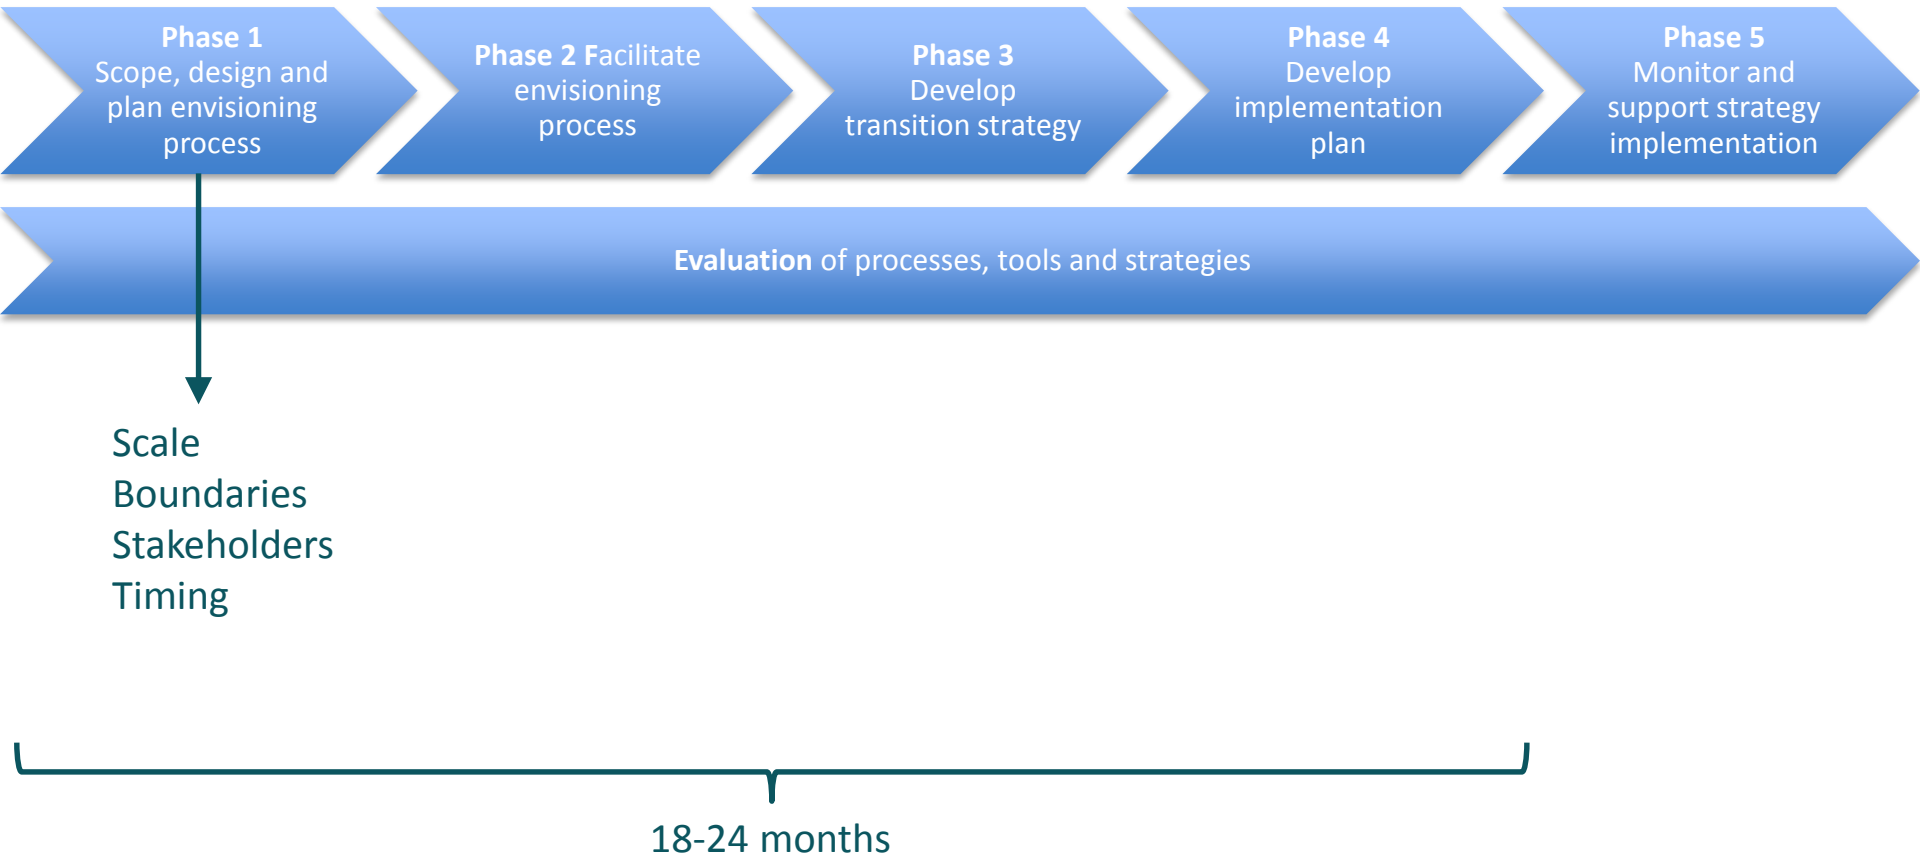 Phase 1
Scope, design and
plan envisioning
process
Phase 2 Facilitate
envisioning
process
Phase 3
Develop
transition strategy
Phase 4
Develop
implementation
plan
Phase 5
Monitor and
support strategy
implementation
Evaluation of processes, tools and strategies
Scale
Boundaries
Stakeholders
Timing
18-24 months